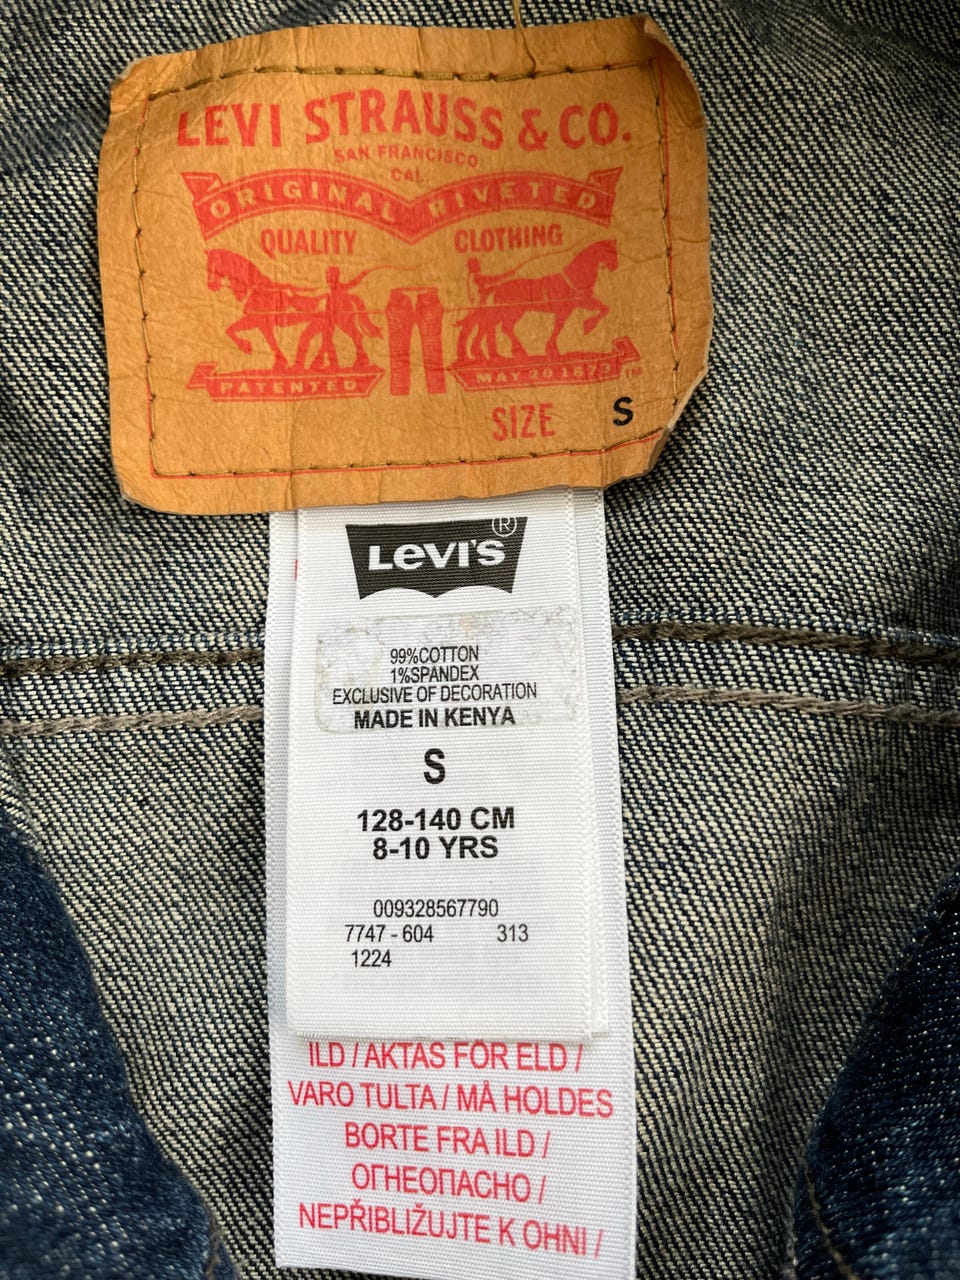 LEVI STRAUSS & CO.
SAN FRANCISCO
CAL.
ORIGINAL RIVETED
QUALITY CLOTHING
PATENTED MAY 20 1873 ™
SIZE S
LEVI'S®
99%COTTON
1%SPANDEX
EXCLUSIVE OF DECORATION
MADE IN KENYA
S
128-140 CM
8-10 YRS
009328567790
7747 - 604 313
1224
ILD / AKTAS FÖR ELD /
VARO TULTA / MÅ HOLDES
BORTE FRA ILD /
ОГНЕОПАСНО /
NEPŘIBLIŽUJTE K OHNI /